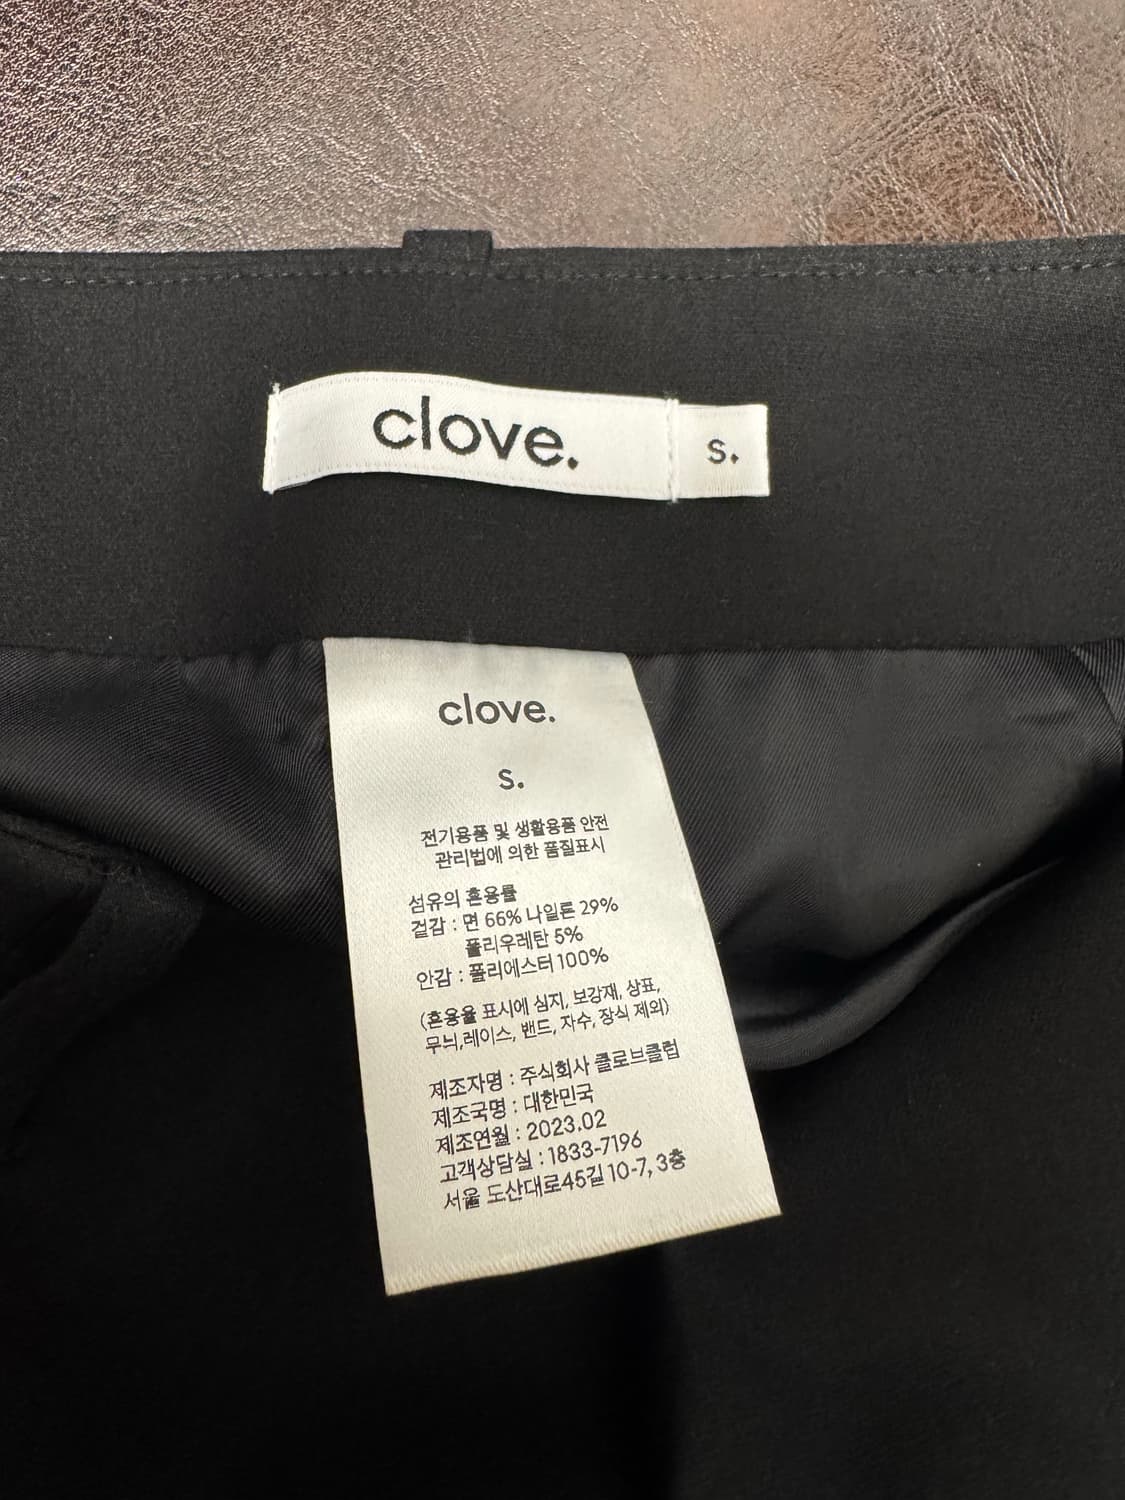 clove.
s.
clove.
s.
전기용품 및 생활용품 안전
관리법에 의한 품질표시
섬유의 혼용률
겉감 : 면 66% 나일론 29%
폴리우레탄 5%
안감 : 폴리에스터 100%
(혼용율 표시에 심지, 보강재, 상표,
무늬,레이스, 밴드, 자수, 장식 제외)
제조자명 : 주식회사 클로브클럽
제조국명 : 대한민국
제조연월 : 2023.02
고객상담실 : 1833-7196
서울 도산대로45길 10-7, 3층